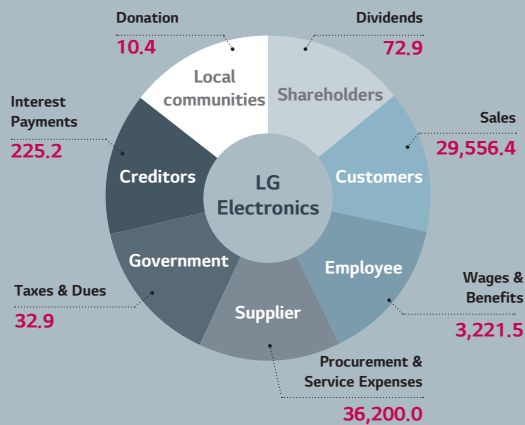 Donation
10.4
Dividends
72.9
Local
communities
Shareholders
Interest
Payments
225.2
Sales
29,556.4
Creditors
Customers
LG
Electronics
Government
Employee
Taxes & Dues
32.9
Wages &
Benefits
3,221.5
Supplier
Procurement &
Service Expenses
36,200.0